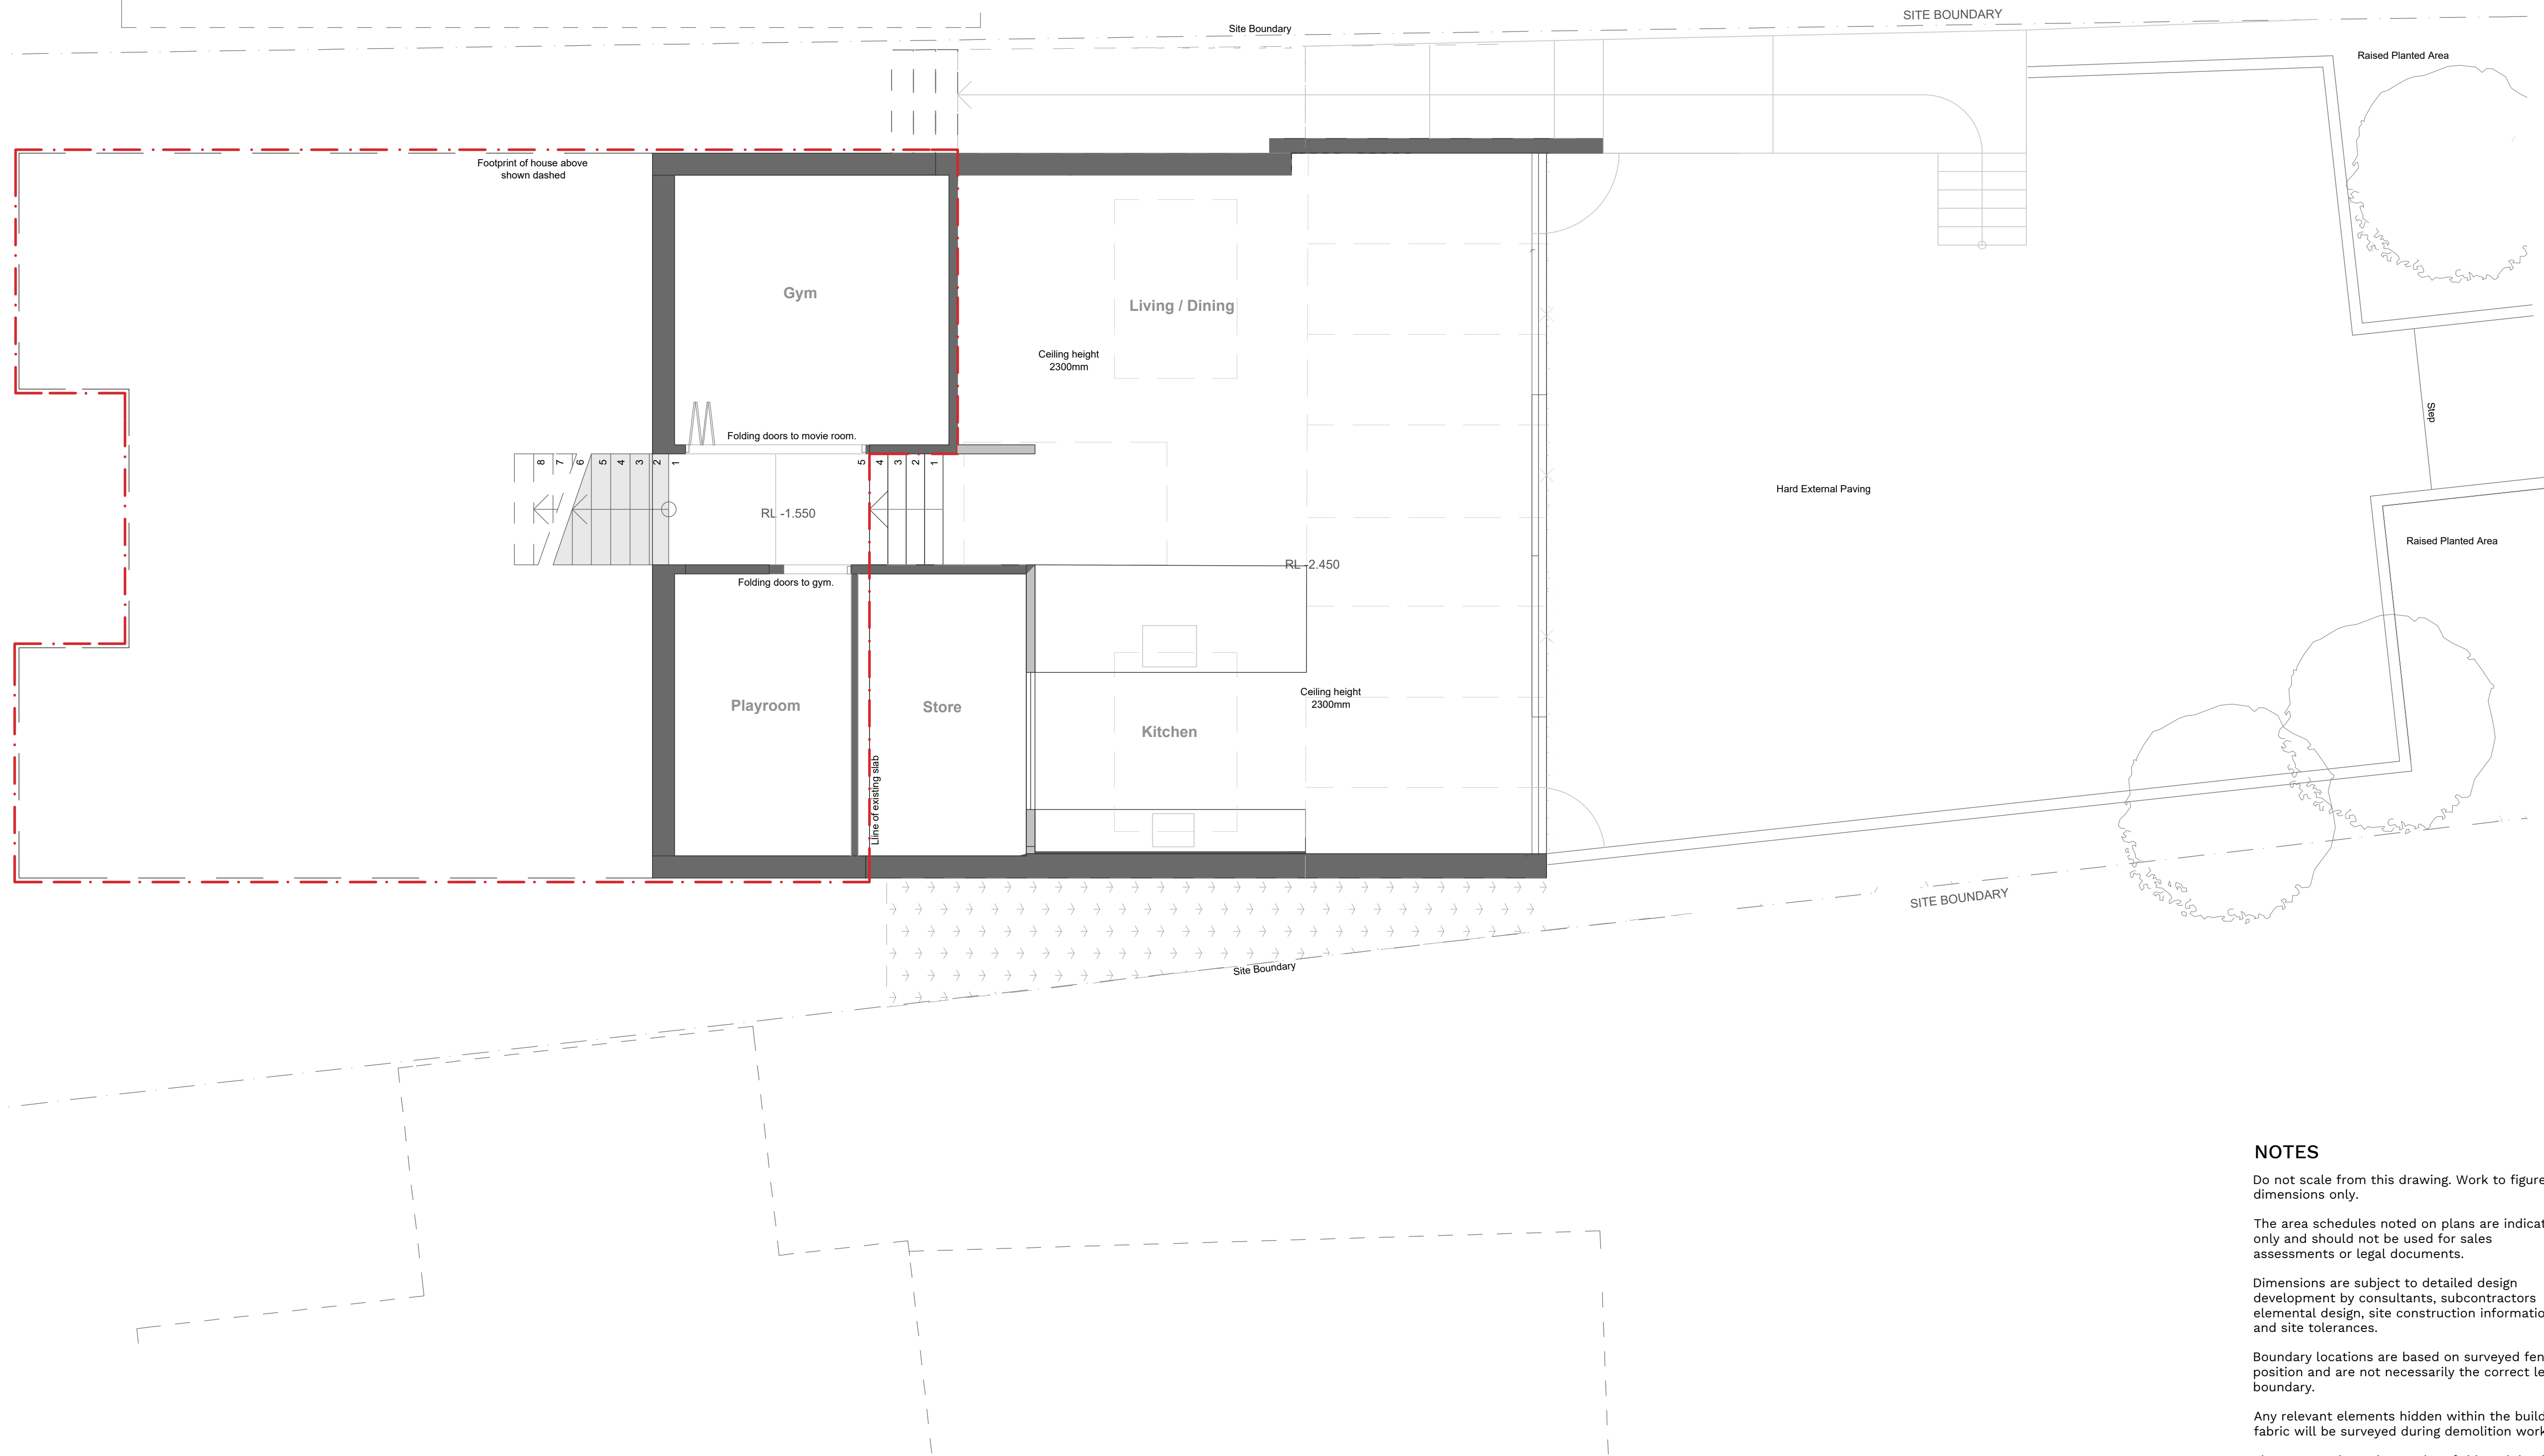 SITE BOUNDARY
Site Boundary
Raised Planted Area
Footprint of house above
shown dashed
Gym
Living / Dining
Ceiling height
2300mm
Step
Folding doors to movie room.
8 7 6 5 4 3 2 1
5 4 3 2 1
RL -1.550
Hard External Paving
Raised Planted Area
RL -2.450
Folding doors to gym.
Playroom
Store
Ceiling height
2300mm
Kitchen
Line of existing slab
SITE BOUNDARY
Site Boundary
NOTES
Do not scale from this drawing. Work to figure
dimensions only.
The area schedules noted on plans are indicat
only and should not be used for sales
assessments or legal documents.
Dimensions are subject to detailed design
development by consultants, subcontractors
elemental design, site construction informatio
and site tolerances.
Boundary locations are based on surveyed fen
position and are not necessarily the correct le
boundary.
Any relevant elements hidden within the build
fabric will be surveyed during demolition work